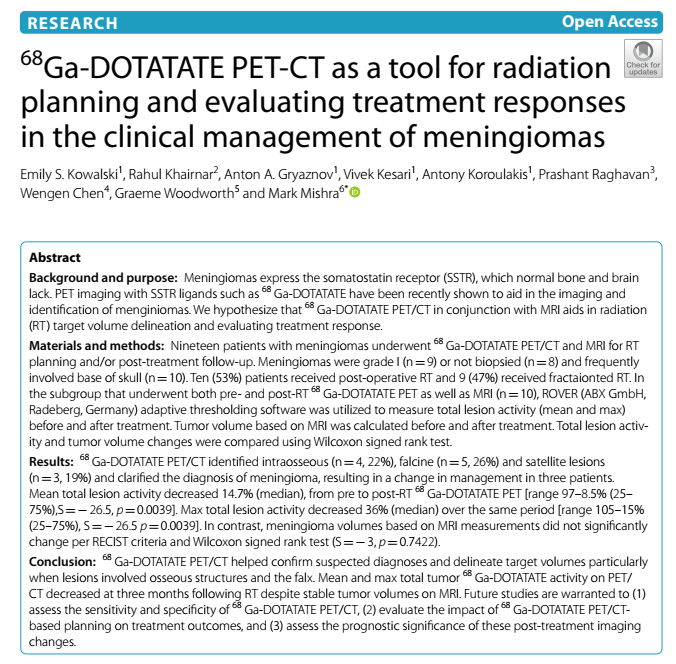 RESEARCH
Open Access
⁶⁸Ga-DOTATATE PET-CT as a tool for radiation
planning and evaluating treatment responses
in the clinical management of meningiomas
Check for
updates
Emily S. Kowalski¹, Rahul Khairnar², Anton A. Gryaznov¹, Vivek Kesari¹, Antony Koroulakis¹, Prashant Raghavan³,
Wengen Chen⁴, Graeme Woodworth⁵ and Mark Mishra⁶*
Abstract
Background and purpose: Meningiomas express the somatostatin receptor (SSTR), which normal bone and brain
lack. PET imaging with SSTR ligands such as ⁶⁸ Ga-DOTATATE have been recently shown to aid in the imaging and
identification of menginiomas. We hypothesize that ⁶⁸ Ga-DOTATATE PET/CT in conjunction with MRI aids in radiation
(RT) target volume delineation and evaluating treatment response.
Materials and methods: Nineteen patients with meningiomas underwent ⁶⁸ Ga-DOTATATE PET/CT and MRI for RT
planning and/or post-treatment follow-up. Meningiomas were grade I (n = 9) or not biopsied (n = 8) and frequently
involved base of skull (n = 10). Ten (53%) patients received post-operative RT and 9 (47%) received fractaionted RT. In
the subgroup that underwent both pre- and post-RT ⁶⁸ Ga-DOTATATE PET as well as MRI (n = 10), ROVER (ABX GmbH,
Radeberg, Germany) adaptive thresholding software was utilized to measure total lesion activity (mean and max)
before and after treatment. Tumor volume based on MRI was calculated before and after treatment. Total lesion activ-
ity and tumor volume changes were compared using Wilcoxon signed rank test.
Results: ⁶⁸ Ga-DOTATATE PET/CT identified intraosseous (n = 4, 22%), falcine (n = 5, 26%) and satellite lesions
(n = 3, 19%) and clarified the diagnosis of meningioma, resulting in a change in management in three patients.
Mean total lesion activity decreased 14.7% (median), from pre to post-RT ⁶⁸ Ga-DOTATATE PET [range 97–8.5% (25–
75%),S = − 26.5, p = 0.0039]. Max total lesion activity decreased 36% (median) over the same period [range 105–15%
(25–75%), S = − 26.5 p = 0.0039]. In contrast, meningioma volumes based on MRI measurements did not significantly
change per RECIST criteria and Wilcoxon signed rank test (S = − 3, p = 0.7422).
Conclusion: ⁶⁸ Ga-DOTATATE PET/CT helped confirm suspected diagnoses and delineate target volumes particularly
when lesions involved osseous structures and the falx. Mean and max total tumor ⁶⁸ Ga-DOTATATE activity on PET/
CT decreased at three months following RT despite stable tumor volumes on MRI. Future studies are warranted to (1)
assess the sensitivity and specificity of ⁶⁸ Ga-DOTATATE PET/CT, (2) evaluate the impact of ⁶⁸ Ga-DOTATATE PET/CT-
based planning on treatment outcomes, and (3) assess the prognostic significance of these post-treatment imaging
changes.